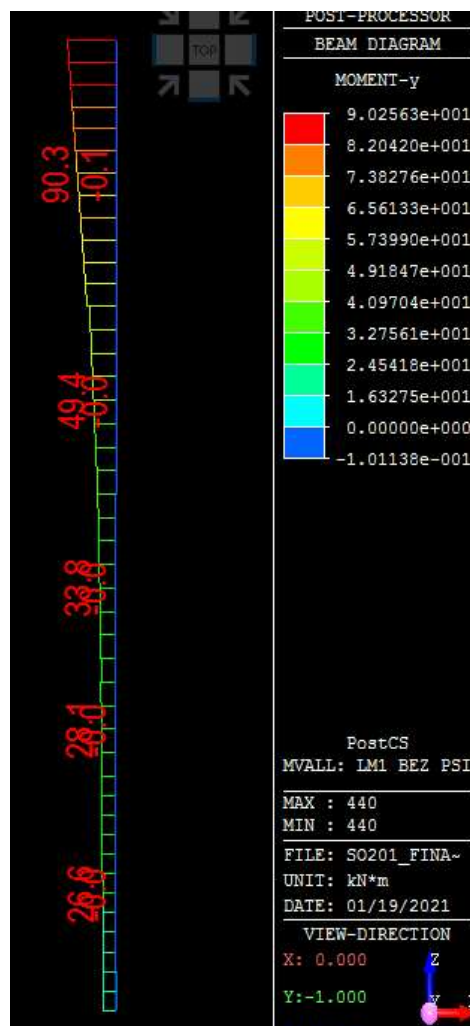 POST-PROCESSOR
BEAM DIAGRAM
MOMENT-y
9.02563e+001
8.20420e+001
7.38276e+001
6.56133e+001
5.73990e+001
4.91847e+001
4.09704e+001
3.27561e+001
2.45418e+001
1.63275e+001
0.00000e+000
-1.01138e-001
TOP
90.3
-0.1
49.4
-0.0
33.8
28.1
26.6
PostCS
MVALL: LM1 BEZ PSI
MAX : 440
MIN : 440
FILE: SO201_FINA~
UNIT: kN*m
DATE: 01/19/2021
VIEW-DIRECTION
X: 0.000
Z
Y:-1.000